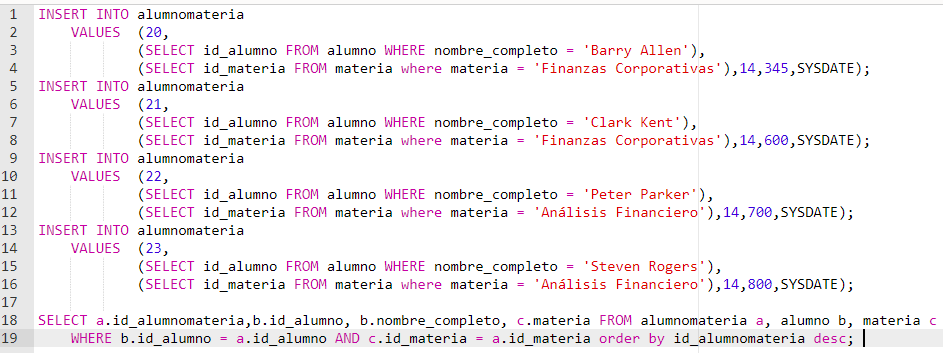 1 INSERT INTO alumnomateria
2 VALUES (20,
3 (SELECT id_alumno FROM alumno WHERE nombre_completo = 'Barry Allen'),
4 (SELECT id_materia FROM materia where materia = 'Finanzas Corporativas'),14,345,SYSDATE);
5 INSERT INTO alumnomateria
6 VALUES (21,
7 (SELECT id_alumno FROM alumno WHERE nombre_completo = 'Clark Kent'),
8 (SELECT id_materia FROM materia where materia = 'Finanzas Corporativas'),14,600,SYSDATE);
9 INSERT INTO alumnomateria
10 VALUES (22,
11 (SELECT id_alumno FROM alumno WHERE nombre_completo = 'Peter Parker'),
12 (SELECT id_materia FROM materia where materia = 'Análisis Financiero'),14,700,SYSDATE);
13 INSERT INTO alumnomateria
14 VALUES (23,
15 (SELECT id_alumno FROM alumno WHERE nombre_completo = 'Steven Rogers'),
16 (SELECT id_materia FROM materia where materia = 'Análisis Financiero'),14,800,SYSDATE);
17
18 SELECT a.id_alumnomateria,b.id_alumno, b.nombre_completo, c.materia FROM alumnomateria a, alumno b, materia c
19 WHERE b.id_alumno = a.id_alumno AND c.id_materia = a.id_materia order by id_alumnomateria desc;